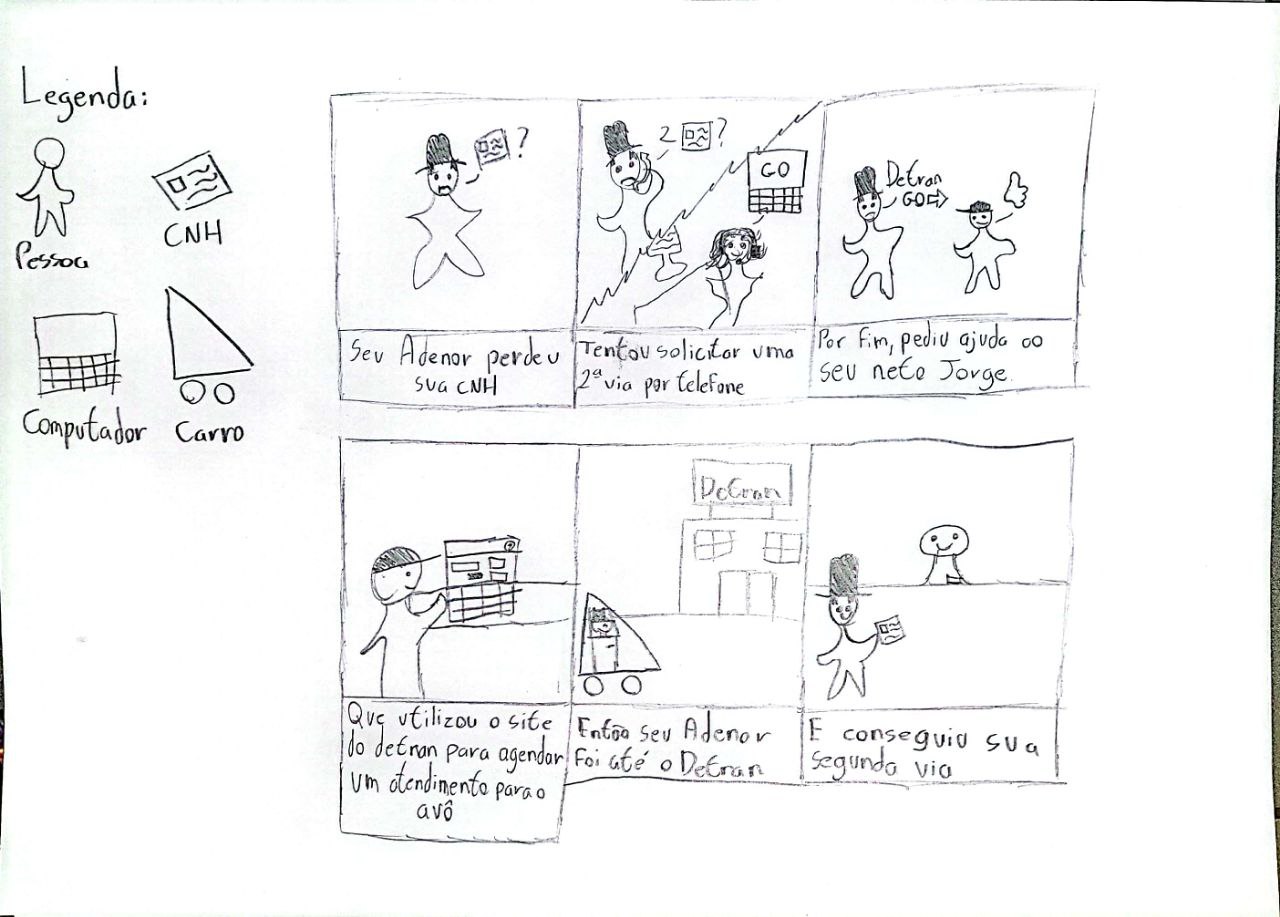 Legenda:
Pessoa
CNH
Computador
Carro
?
2 ?
GO
Detran
GO
Seu Adenor perdeu
sua CNH
Tentou solicitar uma
2ª via por telefone
Por fim, pediu ajuda ao
seu neto Jorge.
Detran
Que utilizou o site
do detran para agendar
um atendimento para o
avô
Então seu Adenor
Foi até o Detran
E conseguiu sua
segunda via